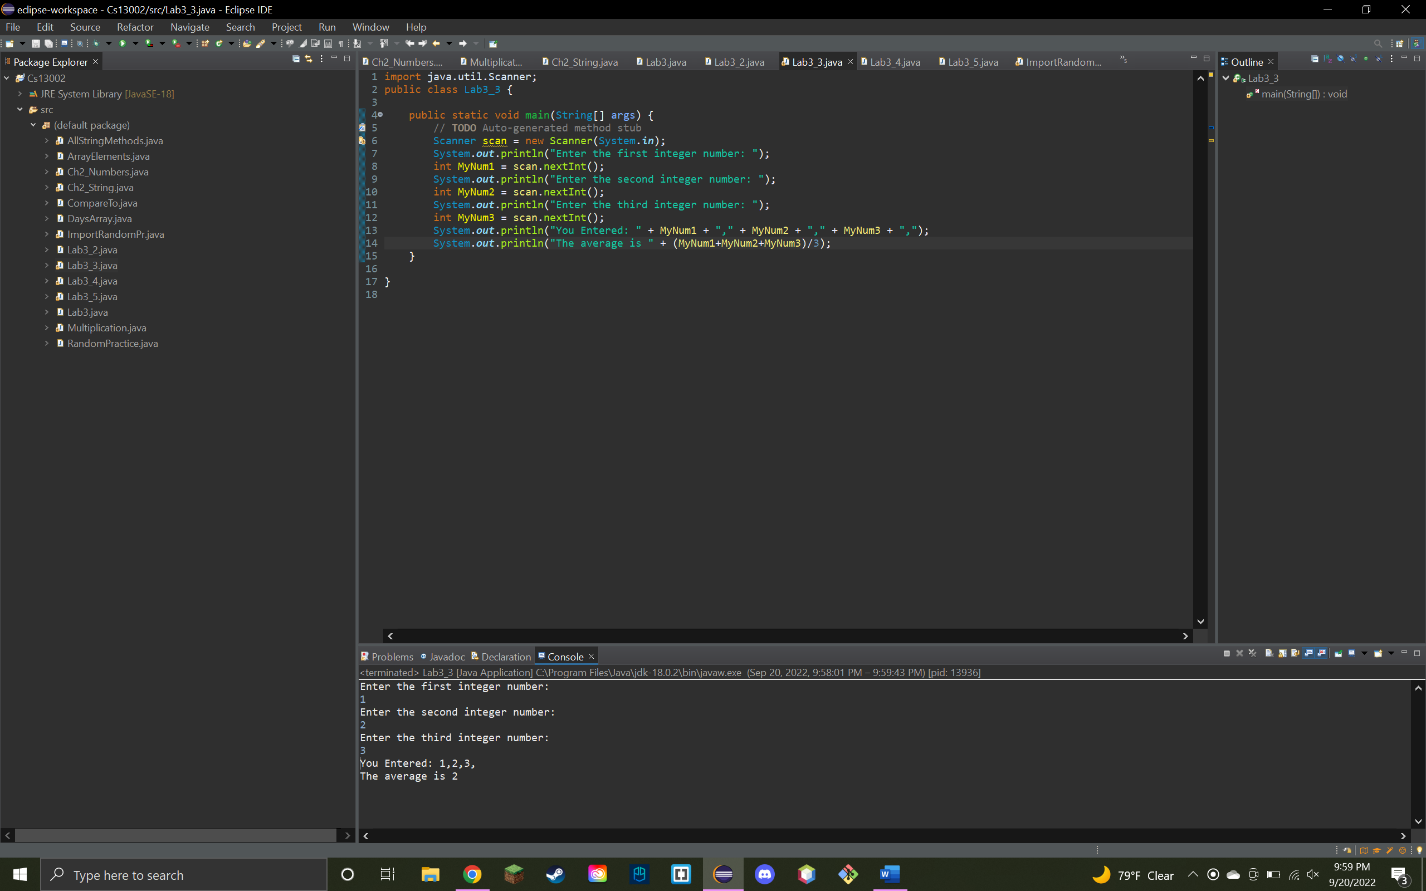 eclipse-workspace - Cs13002/src/Lab3_3.java - Eclipse IDE
File Edit Source Refactor Navigate Search Project Run Window Help
Package Explorer
Cs13002
JRE System Library [JavaSE-18]
src
(default package)
AllStringMethods.java
ArrayElements.java
Ch2_Numbers.java
Ch2_String.java
CompareTo.java
DaysArray.java
ImportRandomPr.java
Lab3_2.java
Lab3_3.java
Lab3_4.java
Lab3_5.java
Lab3.java
Multiplication.java
RandomPractice.java
Ch2_Numbers.... Multiplicat... Ch2_String.java Lab3.java Lab3_2.java Lab3_3.java Lab3_4.java Lab3_5.java ImportRandom...
1 import java.util.Scanner;
2 public class Lab3_3 {
3
4 public static void main(String[] args) {
5 // TODO Auto-generated method stub
6 Scanner scan = new Scanner(System.in);
7 System.out.println("Enter the first integer number: ");
8 int MyNum1 = scan.nextInt();
9 System.out.println("Enter the second integer number: ");
10 int MyNum2 = scan.nextInt();
11 System.out.println("Enter the third integer number: ");
12 int MyNum3 = scan.nextInt();
13 System.out.println("You Entered: " + MyNum1 + "," + MyNum2 + "," + MyNum3 + ",");
14 System.out.println("The average is " + (MyNum1+MyNum2+MyNum3)/3);
15 }
16
17 }
18
Outline
Lab3_3
main(String[]) : void
Problems Javadoc Declaration Console
<terminated> Lab3_3 [Java Application] C:\Program Files\Java\jdk-18.0.2\bin\javaw.exe (Sep 20, 2022, 9:58:01 PM – 9:59:43 PM) [pid: 13936]
Enter the first integer number:
1
Enter the second integer number:
2
Enter the third integer number:
3
You Entered: 1,2,3,
The average is 2
Type here to search
79°F Clear
9:59 PM
9/20/2022
3